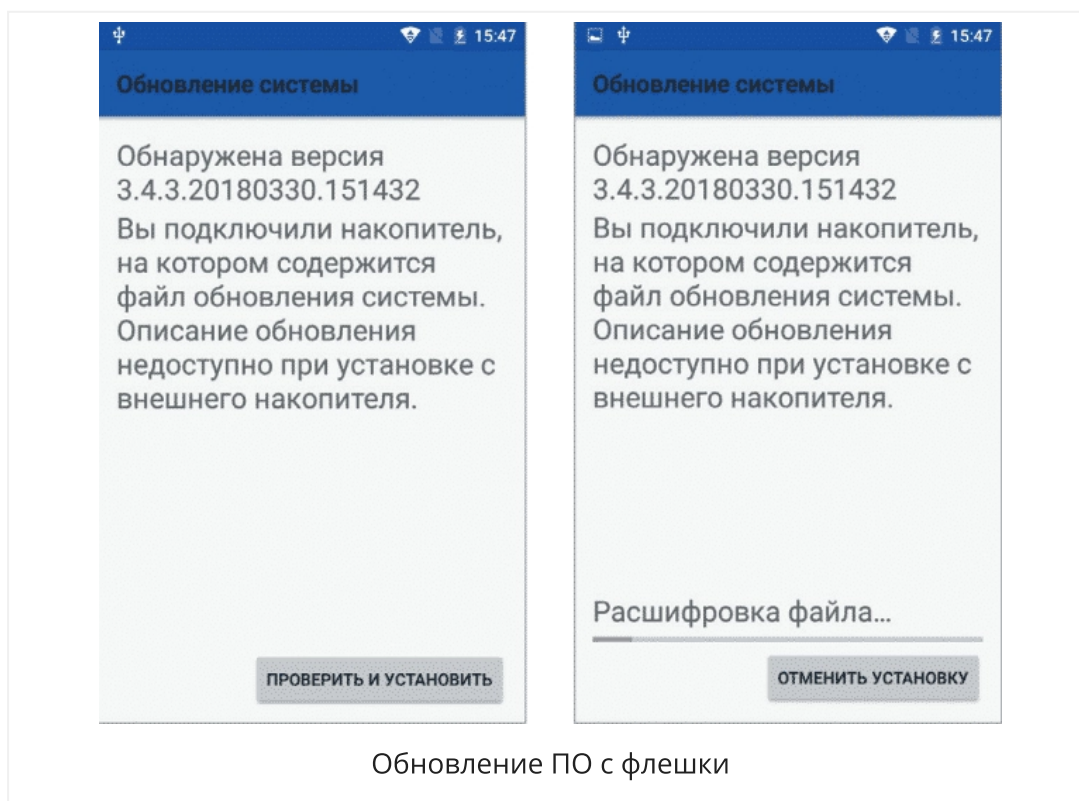 15:47
Обновление системы
Обнаружена версия
3.4.3.20180330.151432
Вы подключили накопитель,
на котором содержится
файл обновления системы.
Описание обновления
недоступно при установке с
внешнего накопителя.
ПРОВЕРИТЬ И УСТАНОВИТЬ
15:47
Обновление системы
Обнаружена версия
3.4.3.20180330.151432
Вы подключили накопитель,
на котором содержится
файл обновления системы.
Описание обновления
недоступно при установке с
внешнего накопителя.
Расшифровка файла...
ОТМЕНИТЬ УСТАНОВКУ
Обновление ПО с флешки